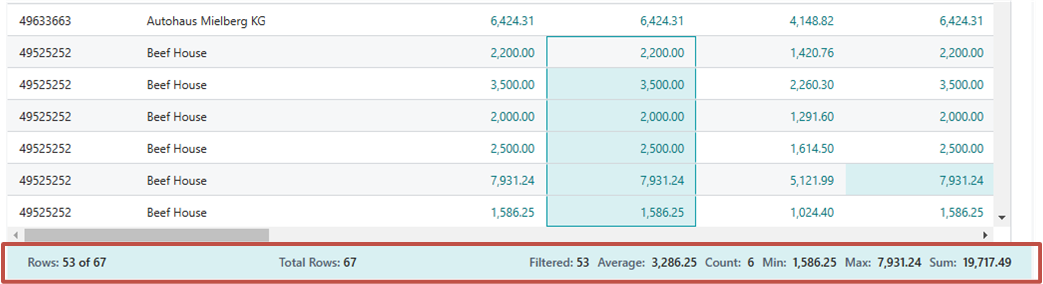 49633663 Autohaus Mielberg KG 6,424.31 6,424.31 4,148.82 6,424.31
49525252 Beef House 2,200.00 2,200.00 1,420.76 2,200.00
49525252 Beef House 3,500.00 3,500.00 2,260.30 3,500.00
49525252 Beef House 2,000.00 2,000.00 1,291.60 2,000.00
49525252 Beef House 2,500.00 2,500.00 1,614.50 2,500.00
49525252 Beef House 7,931.24 7,931.24 5,121.99 7,931.24
49525252 Beef House 1,586.25 1,586.25 1,024.40 1,586.25
Rows: 53 of 67 Total Rows: 67 Filtered: 53 Average: 3,286.25 Count: 6 Min: 1,586.25 Max: 7,931.24 Sum: 19,717.49